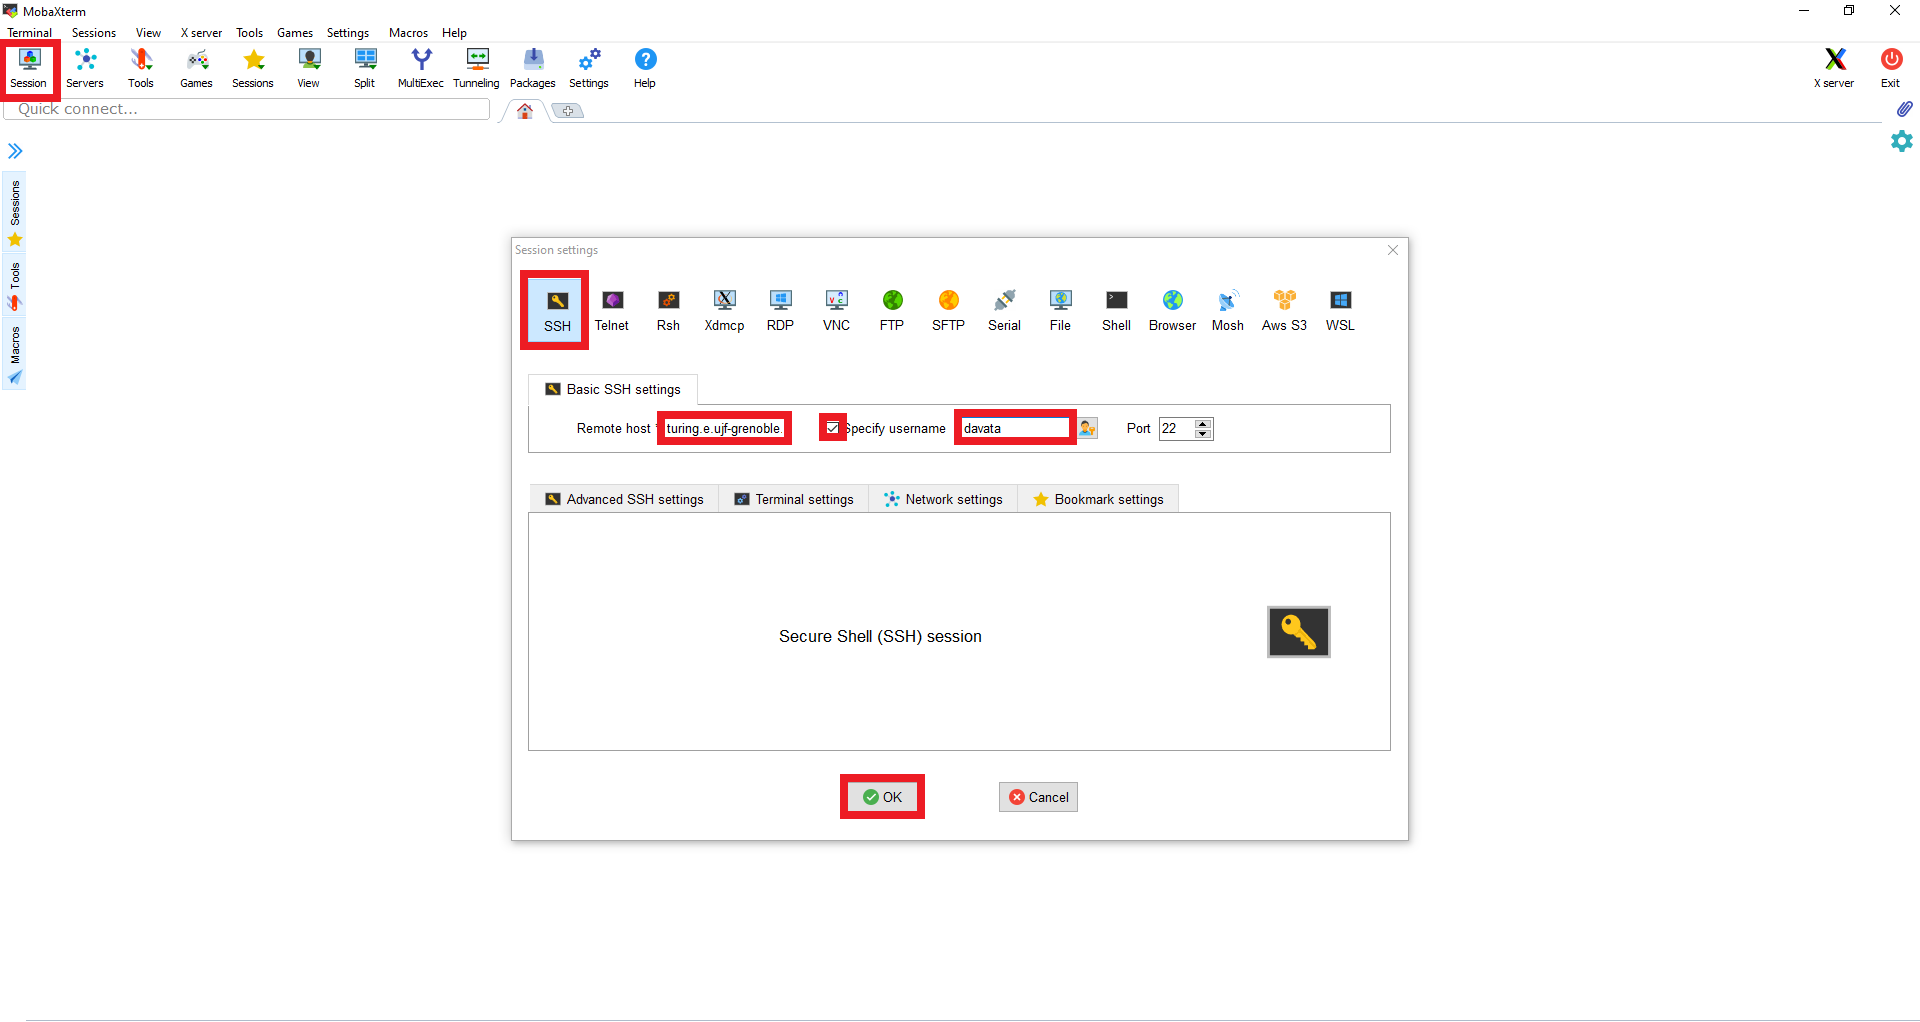 MobaXterm
Terminal Sessions View X server Tools Games Settings Macros Help
Session Servers Tools Games Sessions View Split MultiExec Tunneling Packages Settings Help X server Exit
Quick connect...
Sessions
Tools
Macros
Session settings
SSH Telnet Rsh Xdmcp RDP VNC FTP SFTP Serial File Shell Browser Mosh Aws S3 WSL
Basic SSH settings
Remote host * turing.e.ujf-grenoble. Specify username davata Port 22
Advanced SSH settings Terminal settings Network settings Bookmark settings
Secure Shell (SSH) session
OK Cancel